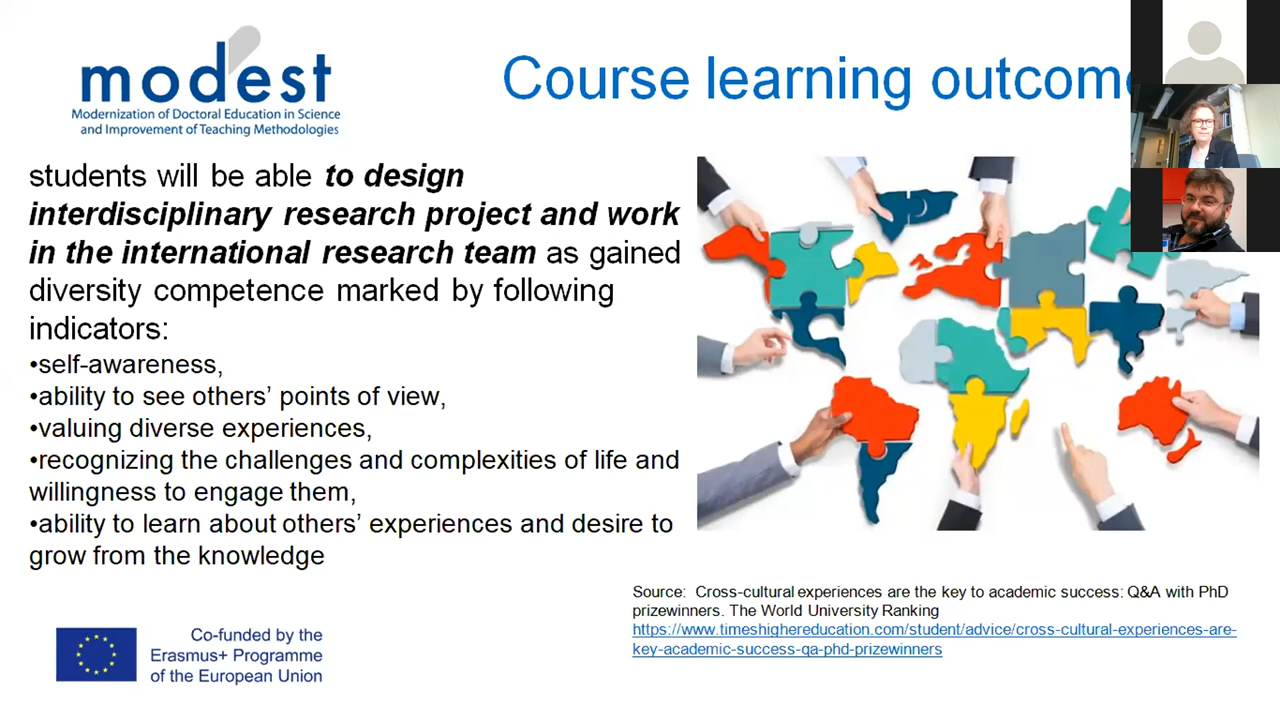 modest
Modernization of Doctoral Education in Science
and Improvement of Teaching Methodologies
Course learning outcom
students will be able to design
interdisciplinary research project and work
in the international research team as gained
diversity competence marked by following
indicators:
•self-awareness,
•ability to see others’ points of view,
•valuing diverse experiences,
•recognizing the challenges and complexities of life and
willingness to engage them,
•ability to learn about others’ experiences and desire to
grow from the knowledge
Source: Cross-cultural experiences are the key to academic success: Q&A with PhD
prizewinners. The World University Ranking
https://www.timeshighereducation.com/student/advice/cross-cultural-experiences-are-
key-academic-success-qa-phd-prizewinners
Co-funded by the
Erasmus+ Programme
of the European Union